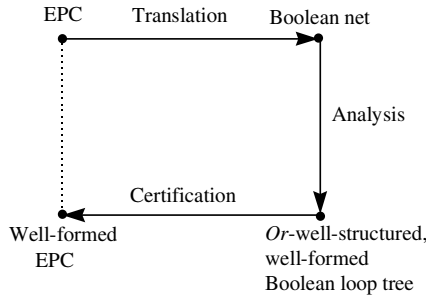 EPC
Translation
Boolean net
Analysis
Certification
Well-formed
EPC
Or-well-structured,
well-formed
Boolean loop tree